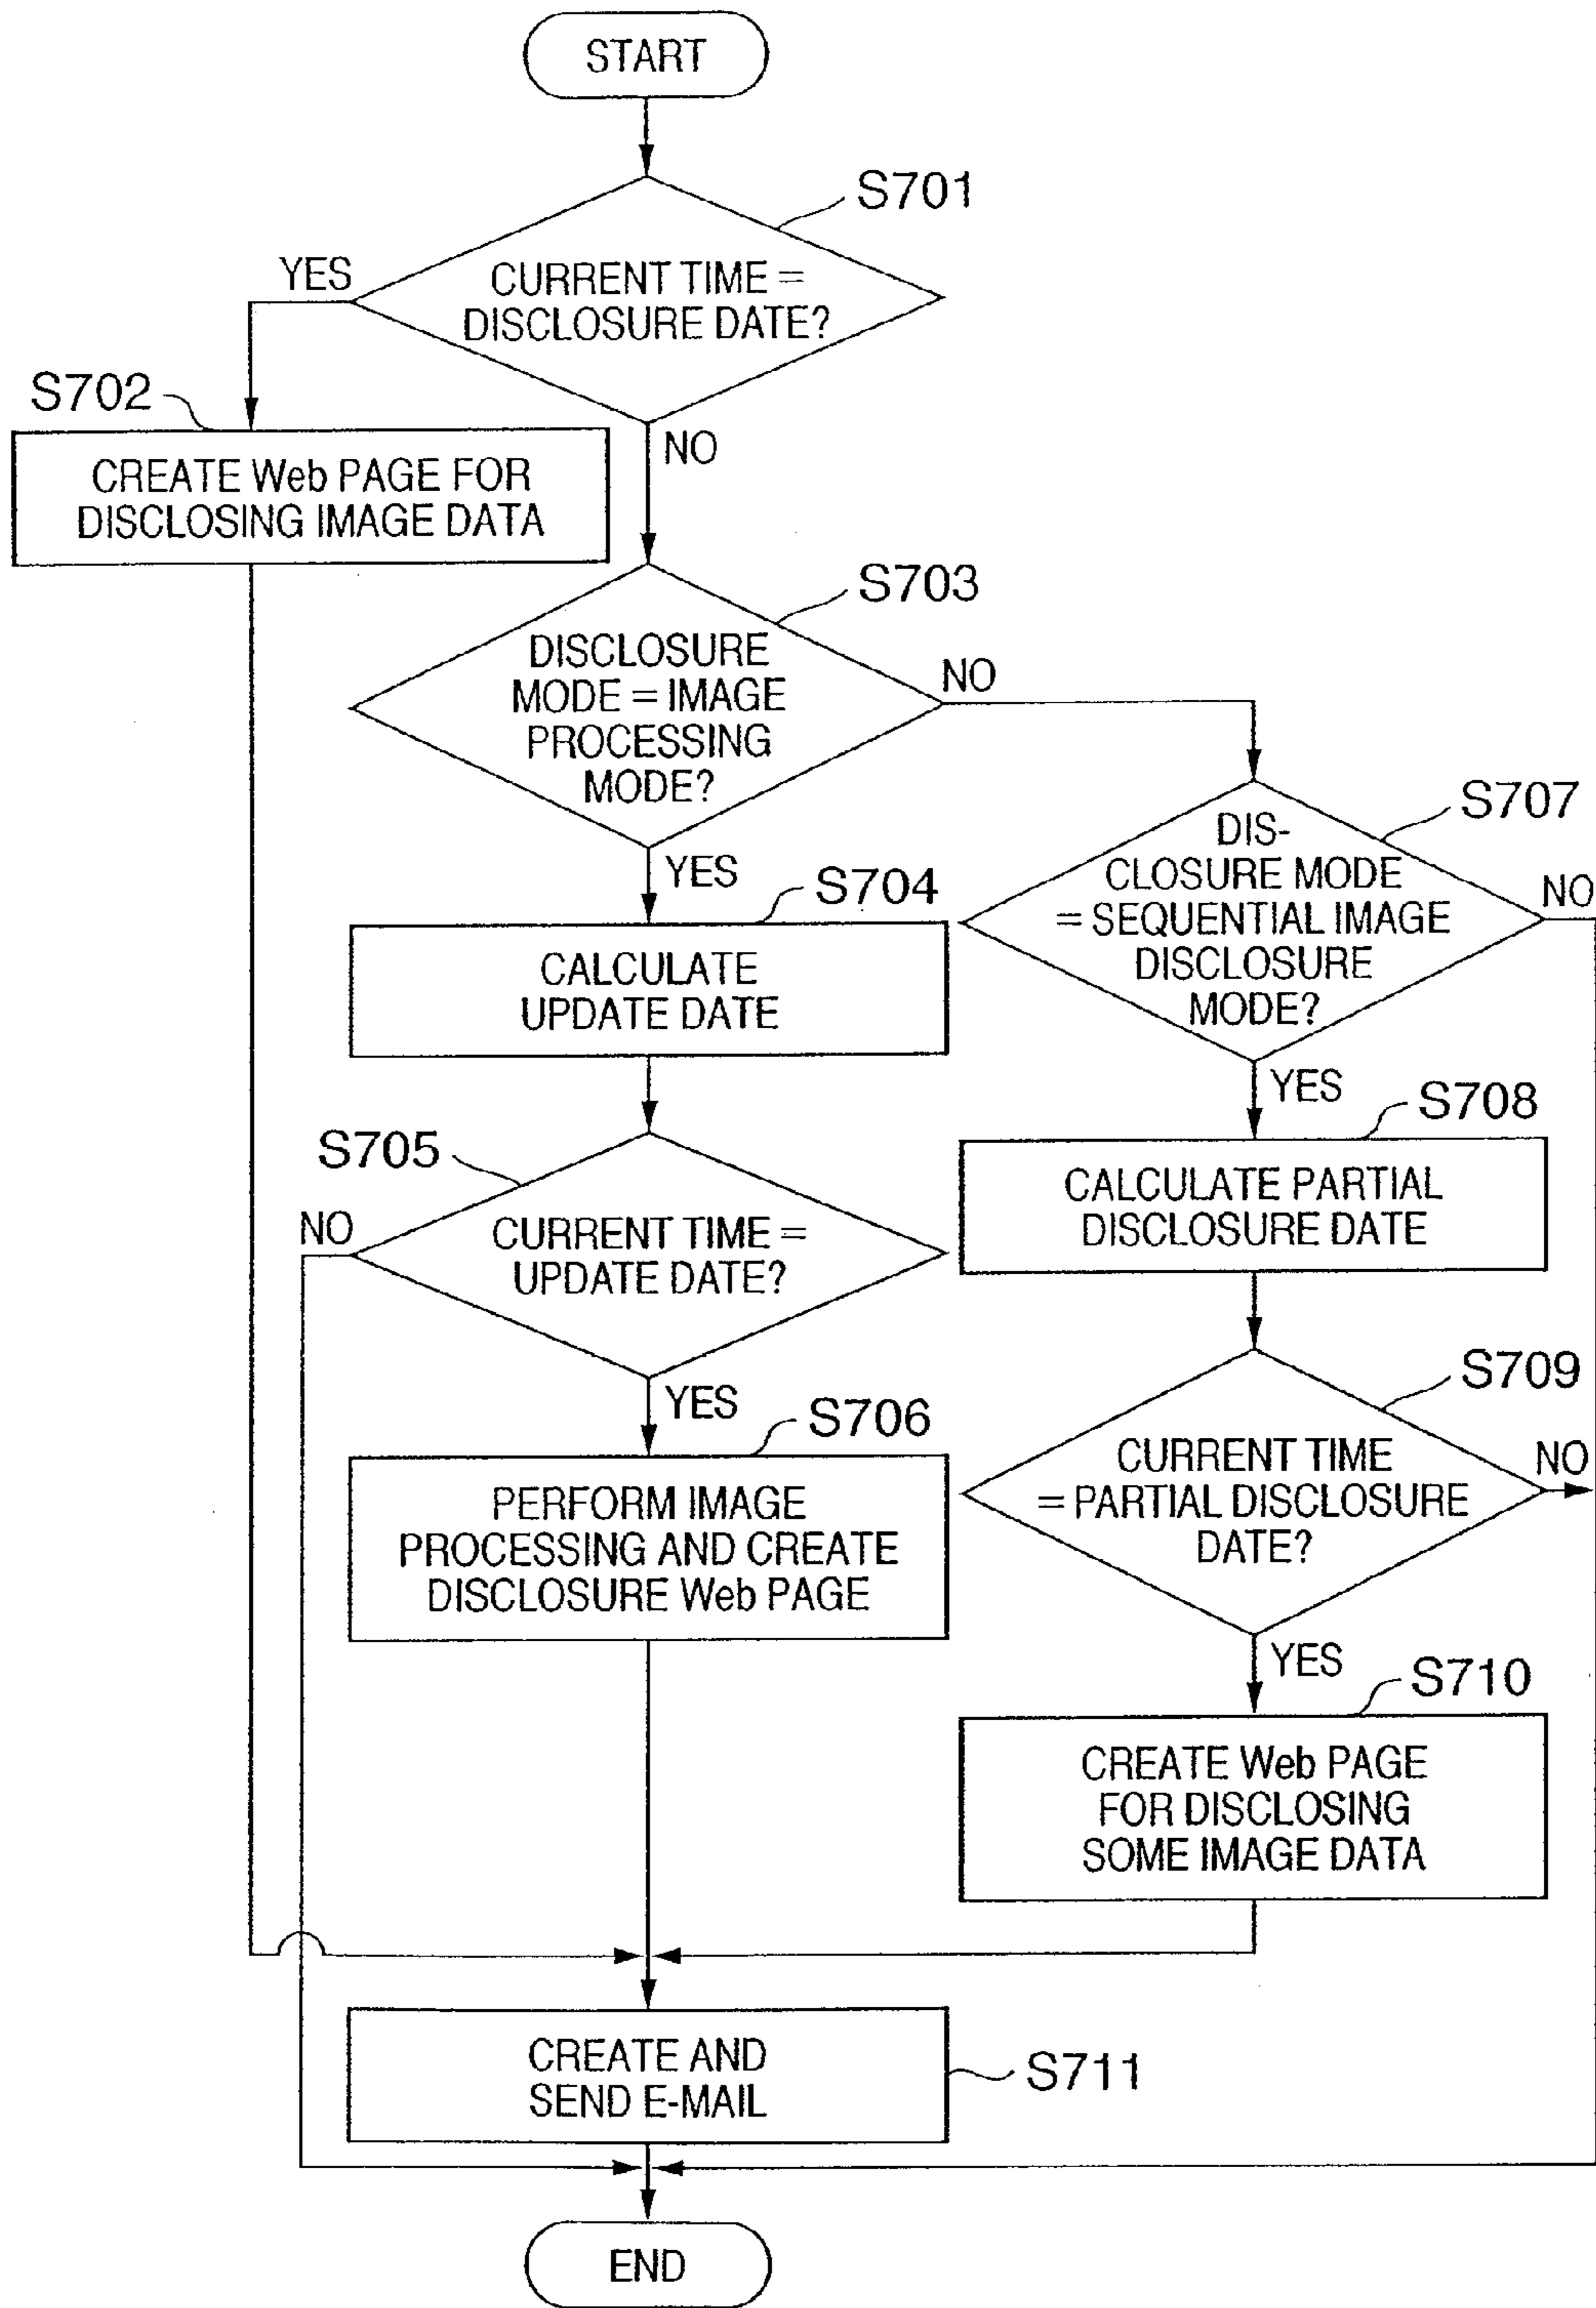 START
S701
YES
CURRENT TIME =
DISCLOSURE DATE?
S702
NO
CREATE Web PAGE FOR
DISCLOSING IMAGE DATA
S703
DISCLOSURE
MODE = IMAGE
PROCESSING
MODE?
NO
S707
DIS-
CLOSURE MODE
= SEQUENTIAL IMAGE
DISCLOSURE
MODE?
NO
YES
S704
CALCULATE
UPDATE DATE
YES
S708
CALCULATE PARTIAL
DISCLOSURE DATE
S705
NO
CURRENT TIME =
UPDATE DATE?
S709
CURRENT TIME
= PARTIAL DISCLOSURE
DATE?
NO
YES
S706
PERFORM IMAGE
PROCESSING AND CREATE
DISCLOSURE Web PAGE
YES
S710
CREATE Web PAGE
FOR DISCLOSING
SOME IMAGE DATA
CREATE AND
SEND E-MAIL
S711
END